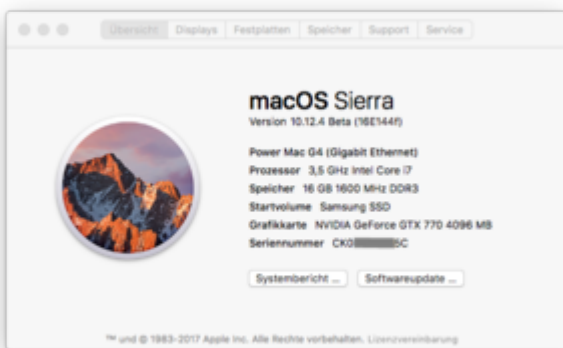 Übersicht Displays Festplatten Speicher Support Service
macOS Sierra
Version 10.12.4 Beta (16E144f)
Power Mac G4 (Gigabit Ethernet)
Prozessor 3,5 GHz Intel Core i7
Speicher 16 GB 1600 MHz DDR3
Startvolume Samsung SSD
Grafikkarte NVIDIA GeForce GTX 770 4096 MB
Seriennummer CK0 5C
Systembericht ... Softwareupdate ...
™ und © 1983-2017 Apple Inc. Alle Rechte vorbehalten. Lizenzvereinbarung